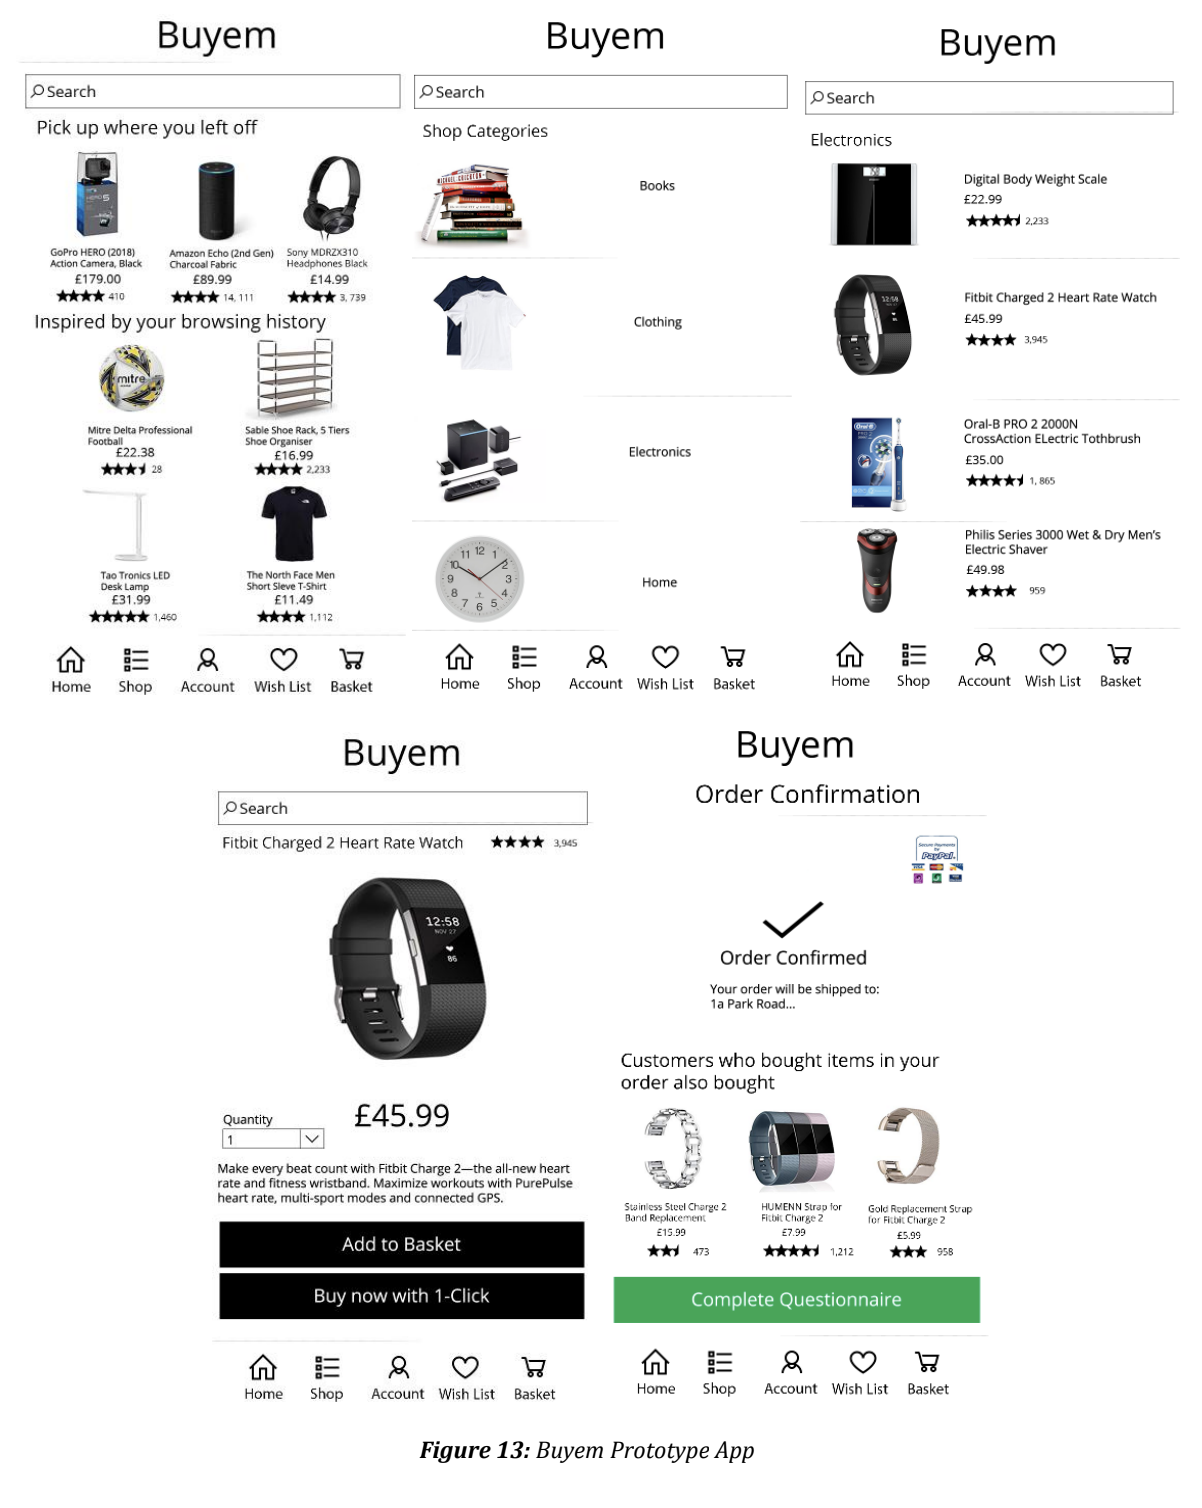 Buyem
Search
Pick up where you left off
GoPro HERO (2018)
Action Camera, Black
£179.00
410
Amazon Echo (2nd Gen)
Charcoal Fabric
£89.99
14, 111
Sony MDRZX310
Headphones Black
£14.99
3, 739
Inspired by your browsing history
mitre
Mitre Delta Professional
Football
£22.38
28
Sable Shoe Rack, 5 Tiers
Shoe Organiser
£16.99
2,233
Tao Tronics LED
Desk Lamp
£31.99
1,460
The North Face Men
Short Sleve T-Shirt
£11.49
1,112
Home
Shop
Account
Wish List
Basket
Buyem
Search
Shop Categories
Books
Clothing
Electronics
Home
Home
Shop
Account
Wish List
Basket
Buyem
Search
Electronics
Digital Body Weight Scale
£22.99
2,233
Fitbit Charged 2 Heart Rate Watch
£45.99
3,945
Oral-B PRO 2 2000N
CrossAction ELectric Tothbrush
£35.00
1, 865
Philis Series 3000 Wet & Dry Men's
Electric Shaver
£49.98
959
Home
Shop
Account
Wish List
Basket
Buyem
Search
Fitbit Charged 2 Heart Rate Watch
3,945
12:58
NOV 27
86
Quantity
1
£45.99
Make every beat count with Fitbit Charge 2—the all-new heart
rate and fitness wristband. Maximize workouts with PurePulse
heart rate, multi-sport modes and connected GPS.
Add to Basket
Buy now with 1-Click
Home
Shop
Account
Wish List
Basket
Buyem
Order Confirmation
Secure Payments
by
PayPal
Order Confirmed
Your order will be shipped to:
1a Park Road...
Customers who bought items in your
order also bought
Stainless Steel Charge 2
Band Replacement
£15.99
473
HUMENN Strap for
Fitbit Charge 2
£7.99
1,212
Gold Replacement Strap
for Fitbit Charge 2
£5.99
958
Complete Questionnaire
Home
Shop
Account
Wish List
Basket
Figure 13: Buyem Prototype App